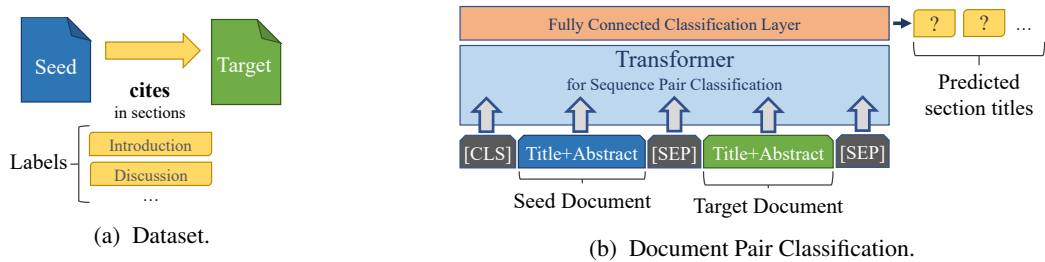 Seed
Target
cites
in sections
Labels
Introduction
Discussion
...
(a) Dataset.
Fully Connected Classification Layer
? ? ...
Transformer
for Sequence Pair Classification
Predicted
section titles
[CLS] Title+Abstract [SEP] Title+Abstract [SEP]
Seed Document Target Document
(b) Document Pair Classification.